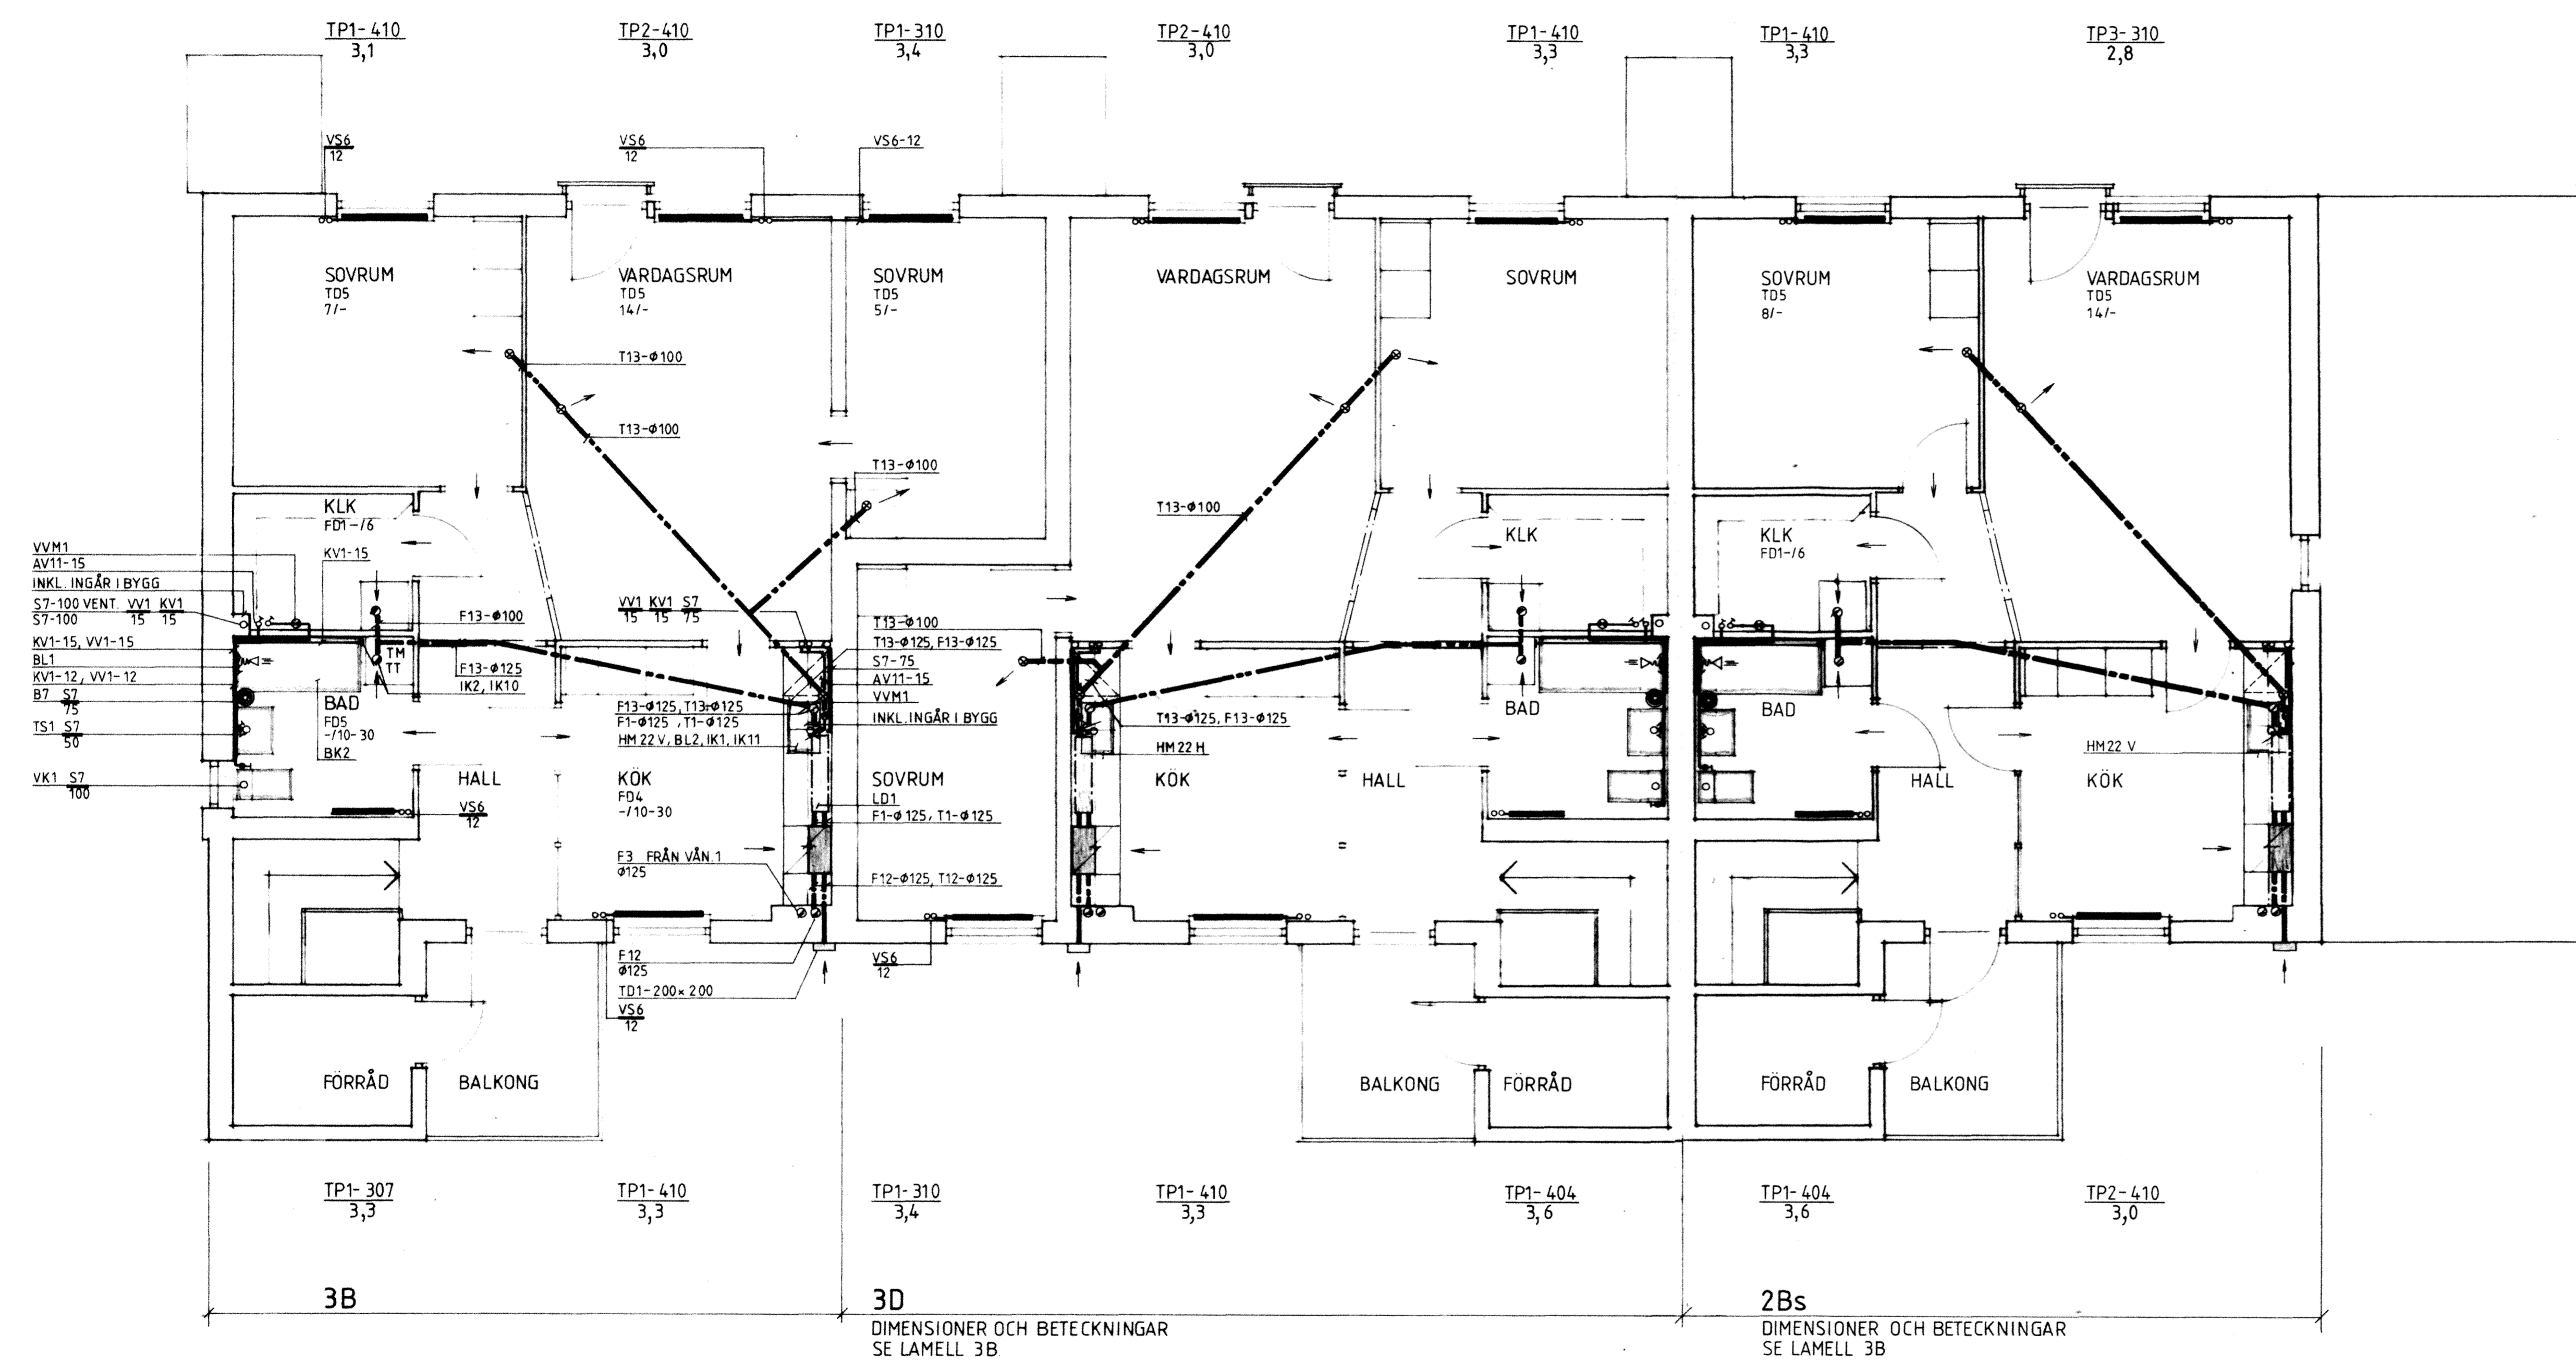 TP1-410
3,1
TP2-410
3,0
TP1-310
3,4
TP2-410
3,0
TP1-410
3,3
TP1-410
3,3
TP3-310
2,8
VS6
12
VS6
12
VS6-12
SOVRUM
TD5
7/-
VARDAGSRUM
TD5
14/-
SOVRUM
TD5
5/-
VARDAGSRUM
SOVRUM
SOVRUM
TD5
8/-
VARDAGSRUM
TD5
14/-
T13-Ø100
T13-Ø100
T13-Ø100
T13-Ø100
KLK
FD1-/6
KV1-15
KLK
KLK
FD1-/6
VVM1
AV11-15
INKL. INGÅR I BYGG
S7-100 VENT. VV1 KV1
S7-100 15 15
KV1-15, VV1-15
BL1
KV1-12, VV1-12
B7 S7
75
TS1 S7
50
VK1 S7
100
F13-Ø100
TM
TT
F13-Ø125
IK2, IK10
BAD
FD5
-/10-30
BK2
VV1 KV1 S7
15 15 75
T13-Ø100
T13-Ø125, F13-Ø125
S7-75
AV11-15
VVM1
INKL. INGÅR I BYGG
F13-Ø125, T13-Ø125
F1-Ø125, T1-Ø125
HM 22 V, BL2, IK1, IK11
T13-Ø125, F13-Ø125
HM 22 H
BAD
BAD
HM 22 V
HALL
KÖK
FD4
-/10-30
SOVRUM
KÖK
HALL
HALL
KÖK
VS6
12
LD1
F1-Ø125, T1-Ø125
F3 FRÅN VÅN. 1
Ø125
F12-Ø125, T12-Ø125
F12
Ø125
TD1-200×200
VS6
12
VS6
12
FÖRRÅD
BALKONG
BALKONG
FÖRRÅD
FÖRRÅD
BALKONG
TP1-307
3,3
TP1-410
3,3
TP1-310
3,4
TP1-410
3,3
TP1-404
3,6
TP1-404
3,6
TP2-410
3,0
3B
3D
DIMENSIONER OCH BETECKNINGAR
SE LAMELL 3B.
2Bs
DIMENSIONER OCH BETECKNINGAR
SE LAMELL 3B